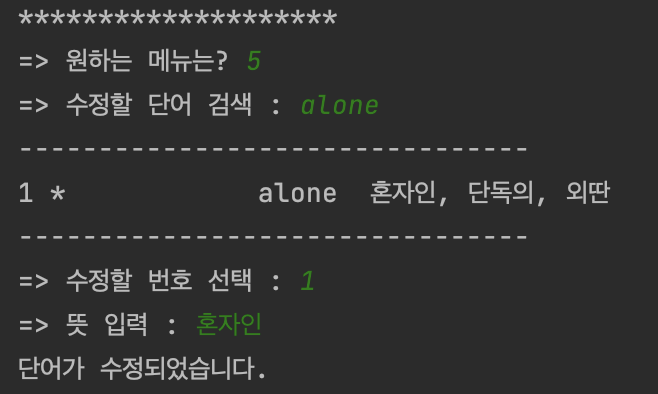 ********************
=> 원하는 메뉴는? 5
=> 수정할 단어 검색 : alone
--------------------------------
1 *            alone  혼자인, 단독의, 외딴
--------------------------------
=> 수정할 번호 선택 : 1
=> 뜻 입력 : 혼자인
단어가 수정되었습니다.